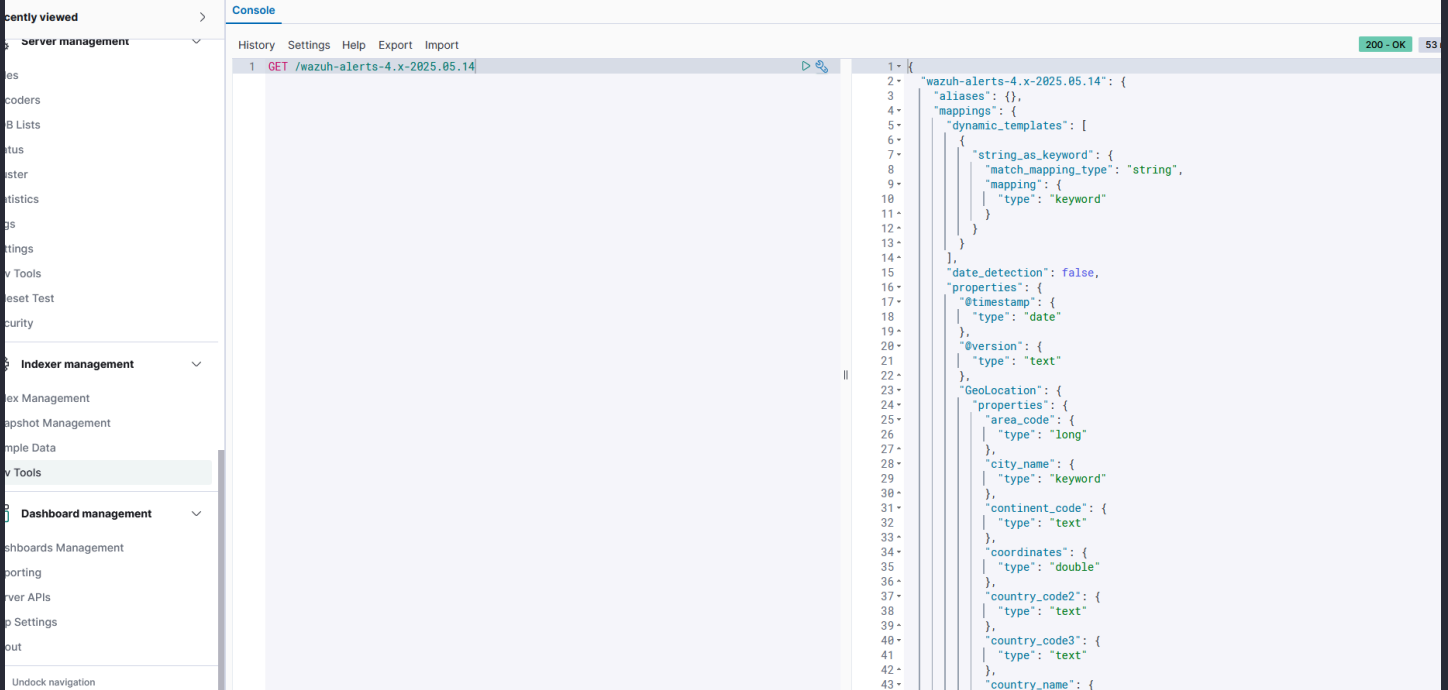 cently viewed
Server management
les
coders
B Lists
atus
uster
atistics
gs
ttings
v Tools
leset Test
curity
Indexer management
lex Management
apshot Management
mple Data
v Tools
Dashboard management
shboards Management
porting
rver APIs
p Settings
out
Undock navigation
Console
History Settings Help Export Import
200 - OK 53
1 GET /wazuh-alerts-4.x-2025.05.14
1 {
2 "wazuh-alerts-4.x-2025.05.14": {
3 "aliases": {},
4 "mappings": {
5 "dynamic_templates": [
6 {
7 "string_as_keyword": {
8 "match_mapping_type": "string",
9 "mapping": {
10 "type": "keyword"
11 }
12 }
13 }
14 ],
15 "date_detection": false,
16 "properties": {
17 "@timestamp": {
18 "type": "date"
19 },
20 "@version": {
21 "type": "text"
22 },
23 "GeoLocation": {
24 "properties": {
25 "area_code": {
26 "type": "long"
27 },
28 "city_name": {
29 "type": "keyword"
30 },
31 "continent_code": {
32 "type": "text"
33 },
34 "coordinates": {
35 "type": "double"
36 },
37 "country_code2": {
38 "type": "text"
39 },
40 "country_code3": {
41 "type": "text"
42 },
43 "country_name": {